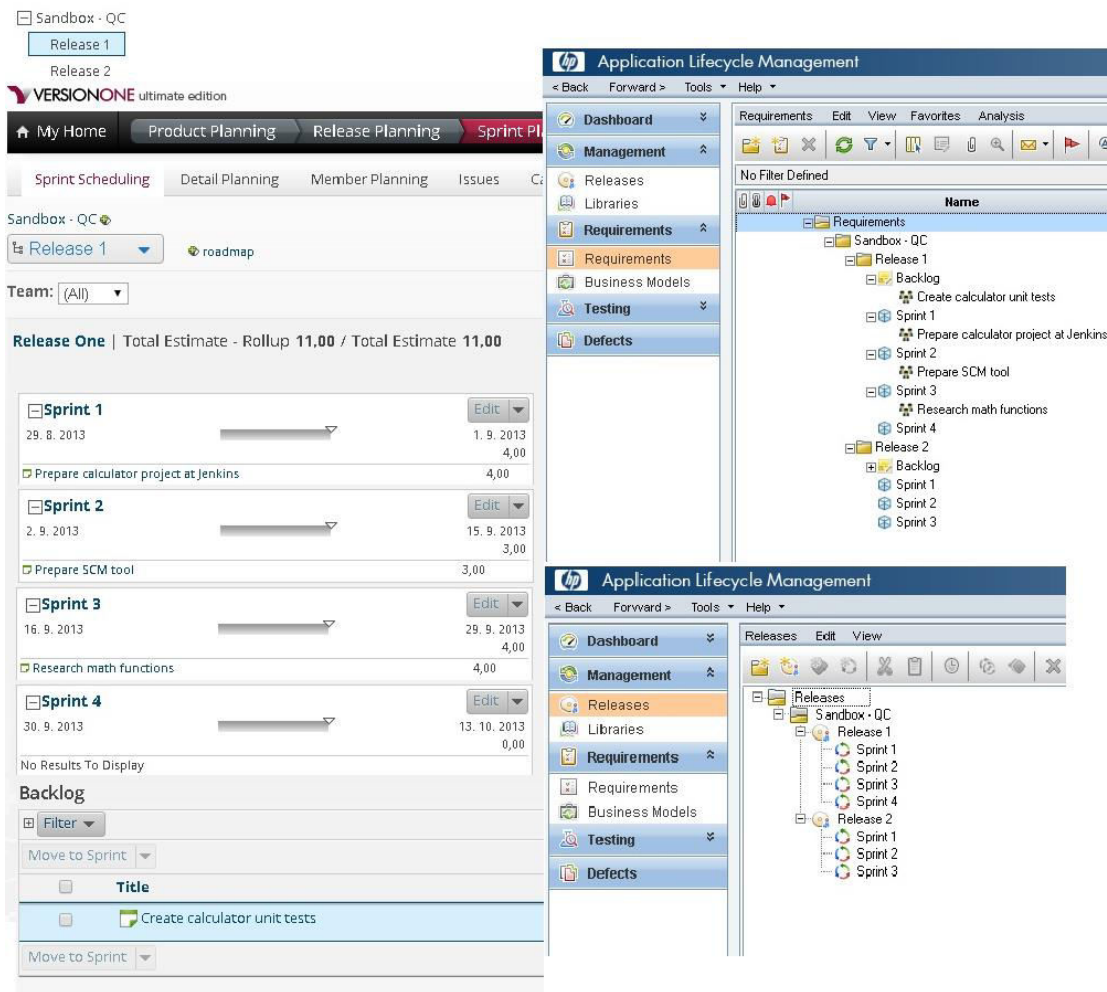 Sandbox - QC
Release 1
Release 2
VERSIONONE ultimate edition
My Home Product Planning Release Planning Sprint Pl
Sprint Scheduling Detail Planning Member Planning Issues Ca
Sandbox - QC
Release 1 roadmap
Team: (All)
Release One | Total Estimate - Rollup 11,00 / Total Estimate 11,00
Sprint 1 Edit
29. 8. 2013 1. 9. 2013
4,00
Prepare calculator project at Jenkins 4,00
Sprint 2 Edit
2. 9. 2013 15. 9. 2013
3,00
Prepare SCM tool 3,00
Sprint 3 Edit
16. 9. 2013 29. 9. 2013
4,00
Research math functions 4,00
Sprint 4 Edit
30. 9. 2013 13. 10. 2013
0,00
No Results To Display
Backlog
Filter
Move to Sprint
Title
Create calculator unit tests
Move to Sprint
hp Application Lifecycle Management
< Back Forward > Tools Help
Dashboard
Management
Releases
Libraries
Requirements
Requirements
Business Models
Testing
Defects
Requirements Edit View Favorites Analysis
No Filter Defined
Name
Requirements
Sandbox - QC
Release 1
Backlog
Create calculator unit tests
Sprint 1
Prepare calculator project at Jenkins
Sprint 2
Prepare SCM tool
Sprint 3
Research math functions
Sprint 4
Release 2
Backlog
Sprint 1
Sprint 2
Sprint 3
hp Application Lifecycle Management
< Back Forward > Tools Help
Dashboard
Management
Releases
Libraries
Requirements
Requirements
Business Models
Testing
Defects
Releases Edit View
Releases
Sandbox - QC
Release 1
Sprint 1
Sprint 2
Sprint 3
Sprint 4
Release 2
Sprint 1
Sprint 2
Sprint 3